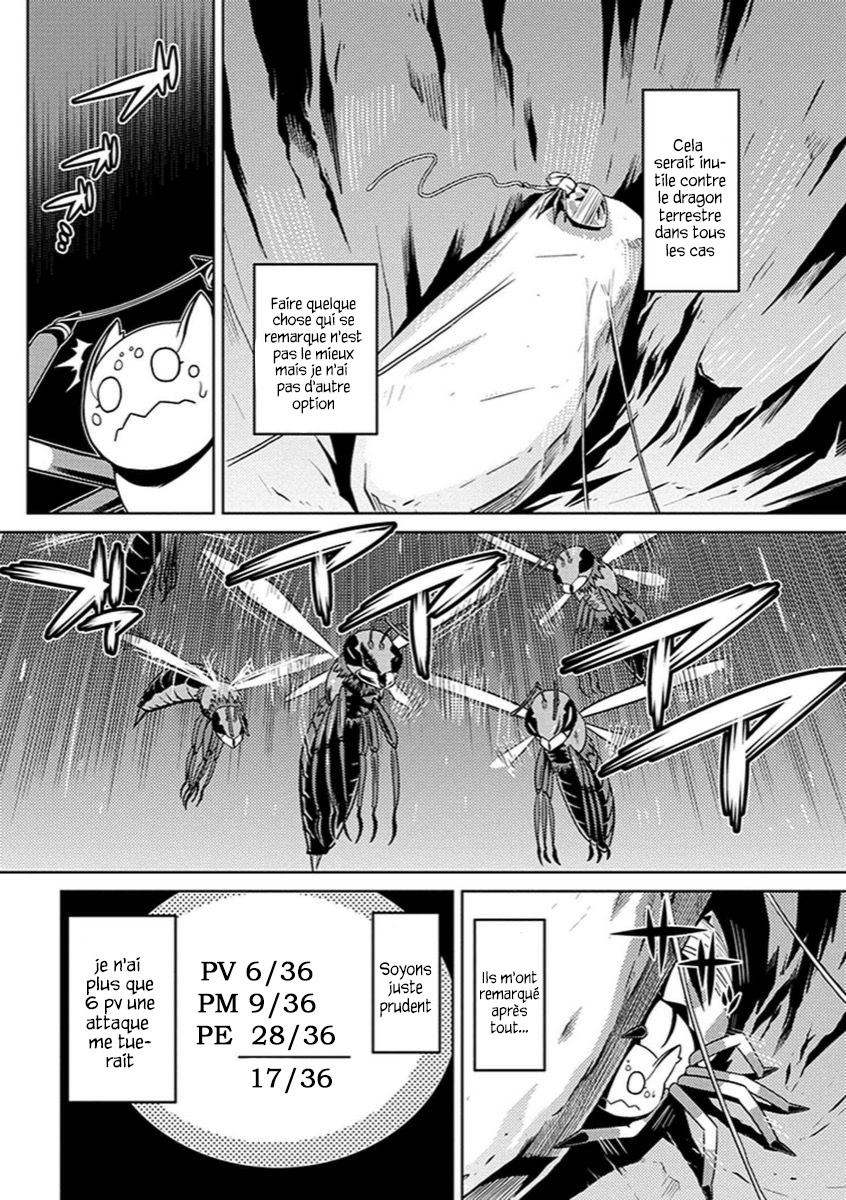 Cela
serait inu-
tile contre
le dragon
terrestre
dans tous
les cas
Faire quelque
chose qui se
remarque n'est
pas le mieux
mais je n'ai
pas d'autre
option
Ils m'ont
remarqué
après
tout...
Soyons
juste
prudent
PV 6/36
PM 9/36
PE 28/36
17/36
je n'ai
plus que
6 pv une
attaque
me tue-
rait